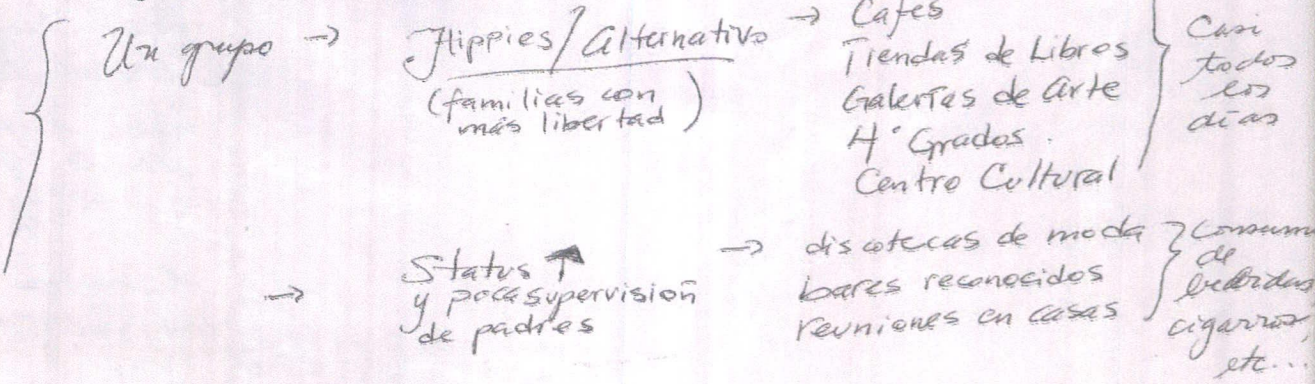 Un grupo → Hippies/Alternativo → Cafes
Tiendas de Libros
Galerías de Arte
4° Grados.
Centro Cultural
(familias con
más libertad)
Casi
todos
los
días
→ Status ↑
y poca supervisión
de padres
→ discotecas de moda
bares reconocidos
reuniones en casas
Consum
de
bebidas
cigarros,
etc...